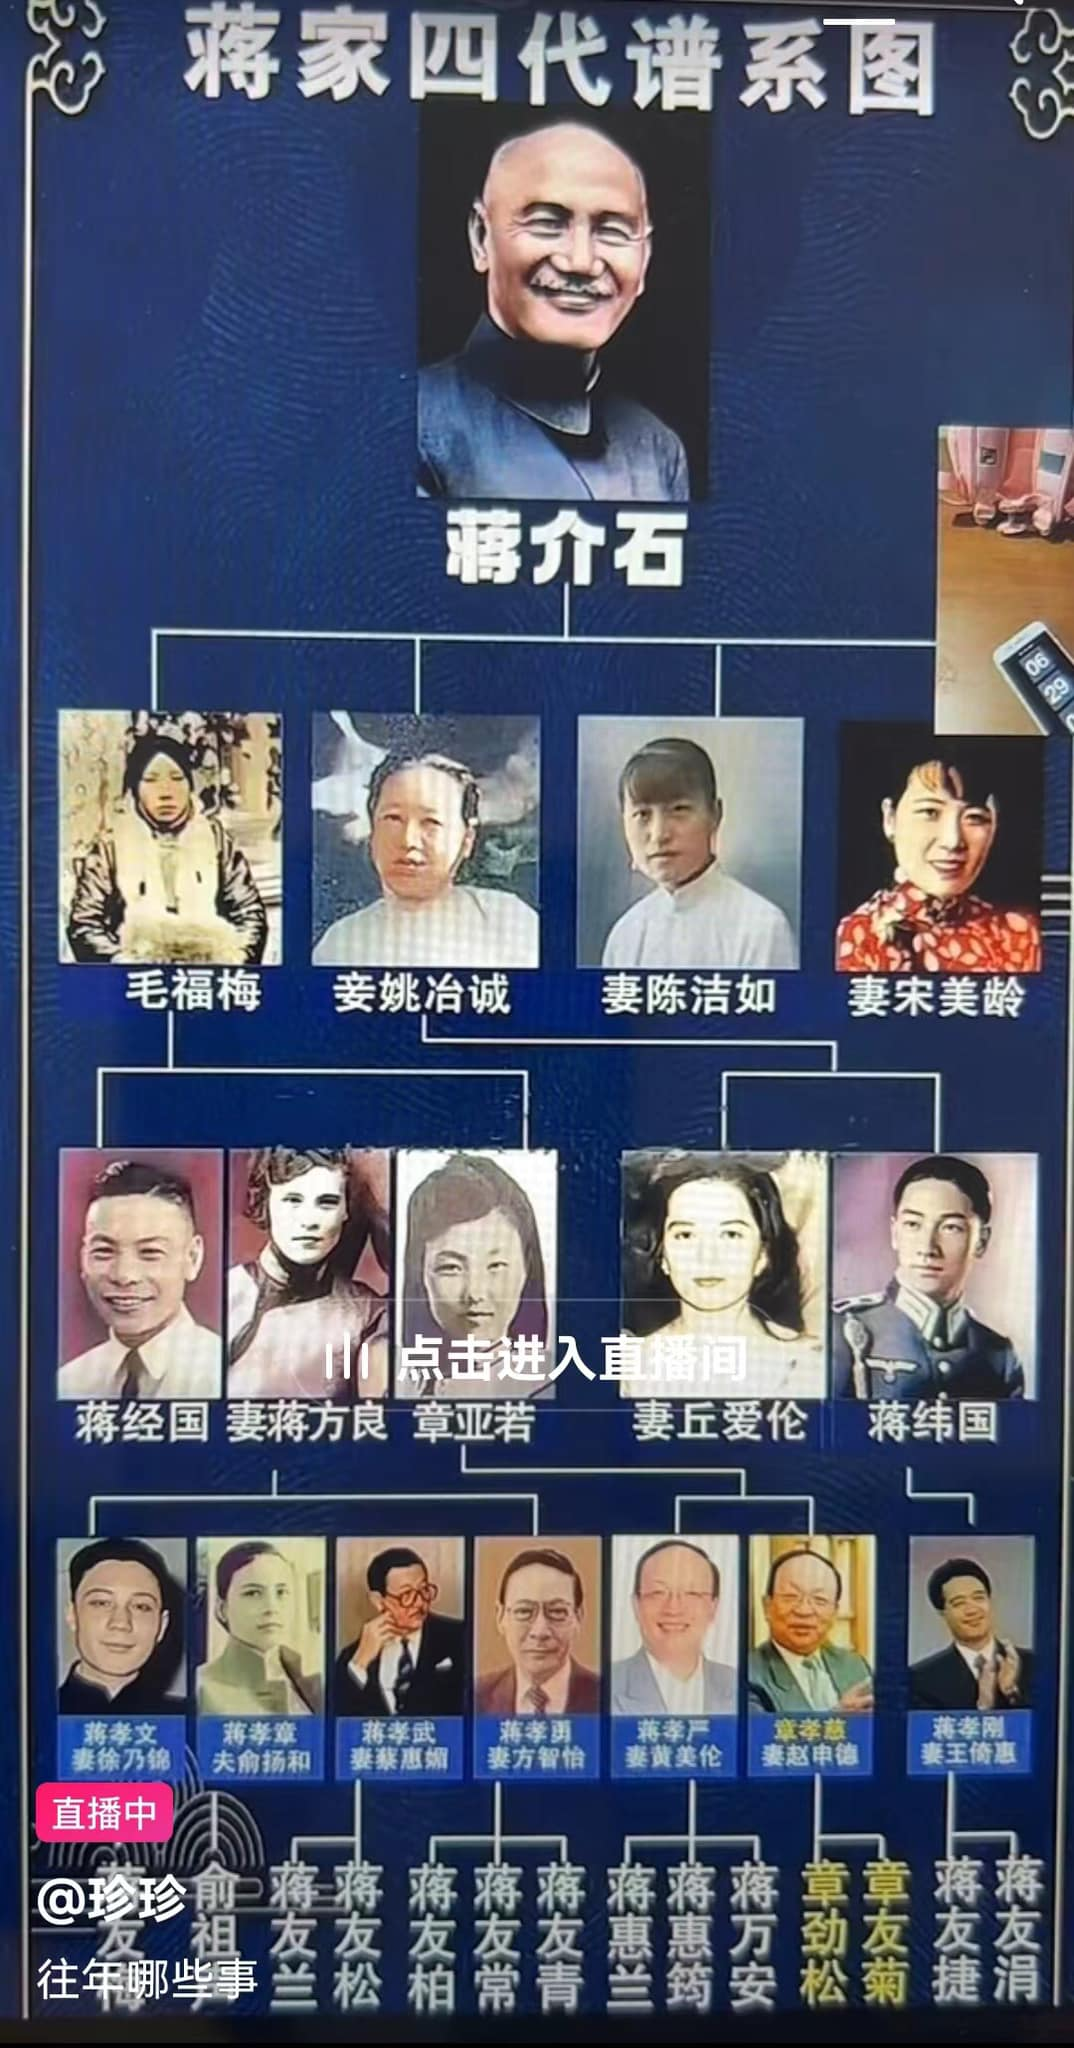 蒋家四代谱系图
蒋介石
06
29
毛福梅
妾姚冶诚
妻陈洁如
妻宋美龄
点击进入直播间
蒋经国
妻蒋方良
章亚若
妻丘爱伦
蒋纬国
蒋孝文
妻徐乃锦
蒋孝章
夫俞扬和
蒋孝武
妻蔡惠媚
蒋孝勇
妻方智怡
蒋孝严
妻黄美伦
章孝慈
妻赵申德
蒋孝刚
妻王倚惠
直播中
蒋友兰
蒋友松
蒋友柏
蒋友常
蒋友青
蒋惠兰
蒋惠筠
蒋万安
章劲松
章友菊
蒋友捷
蒋友涓
@珍珍
往年哪些事